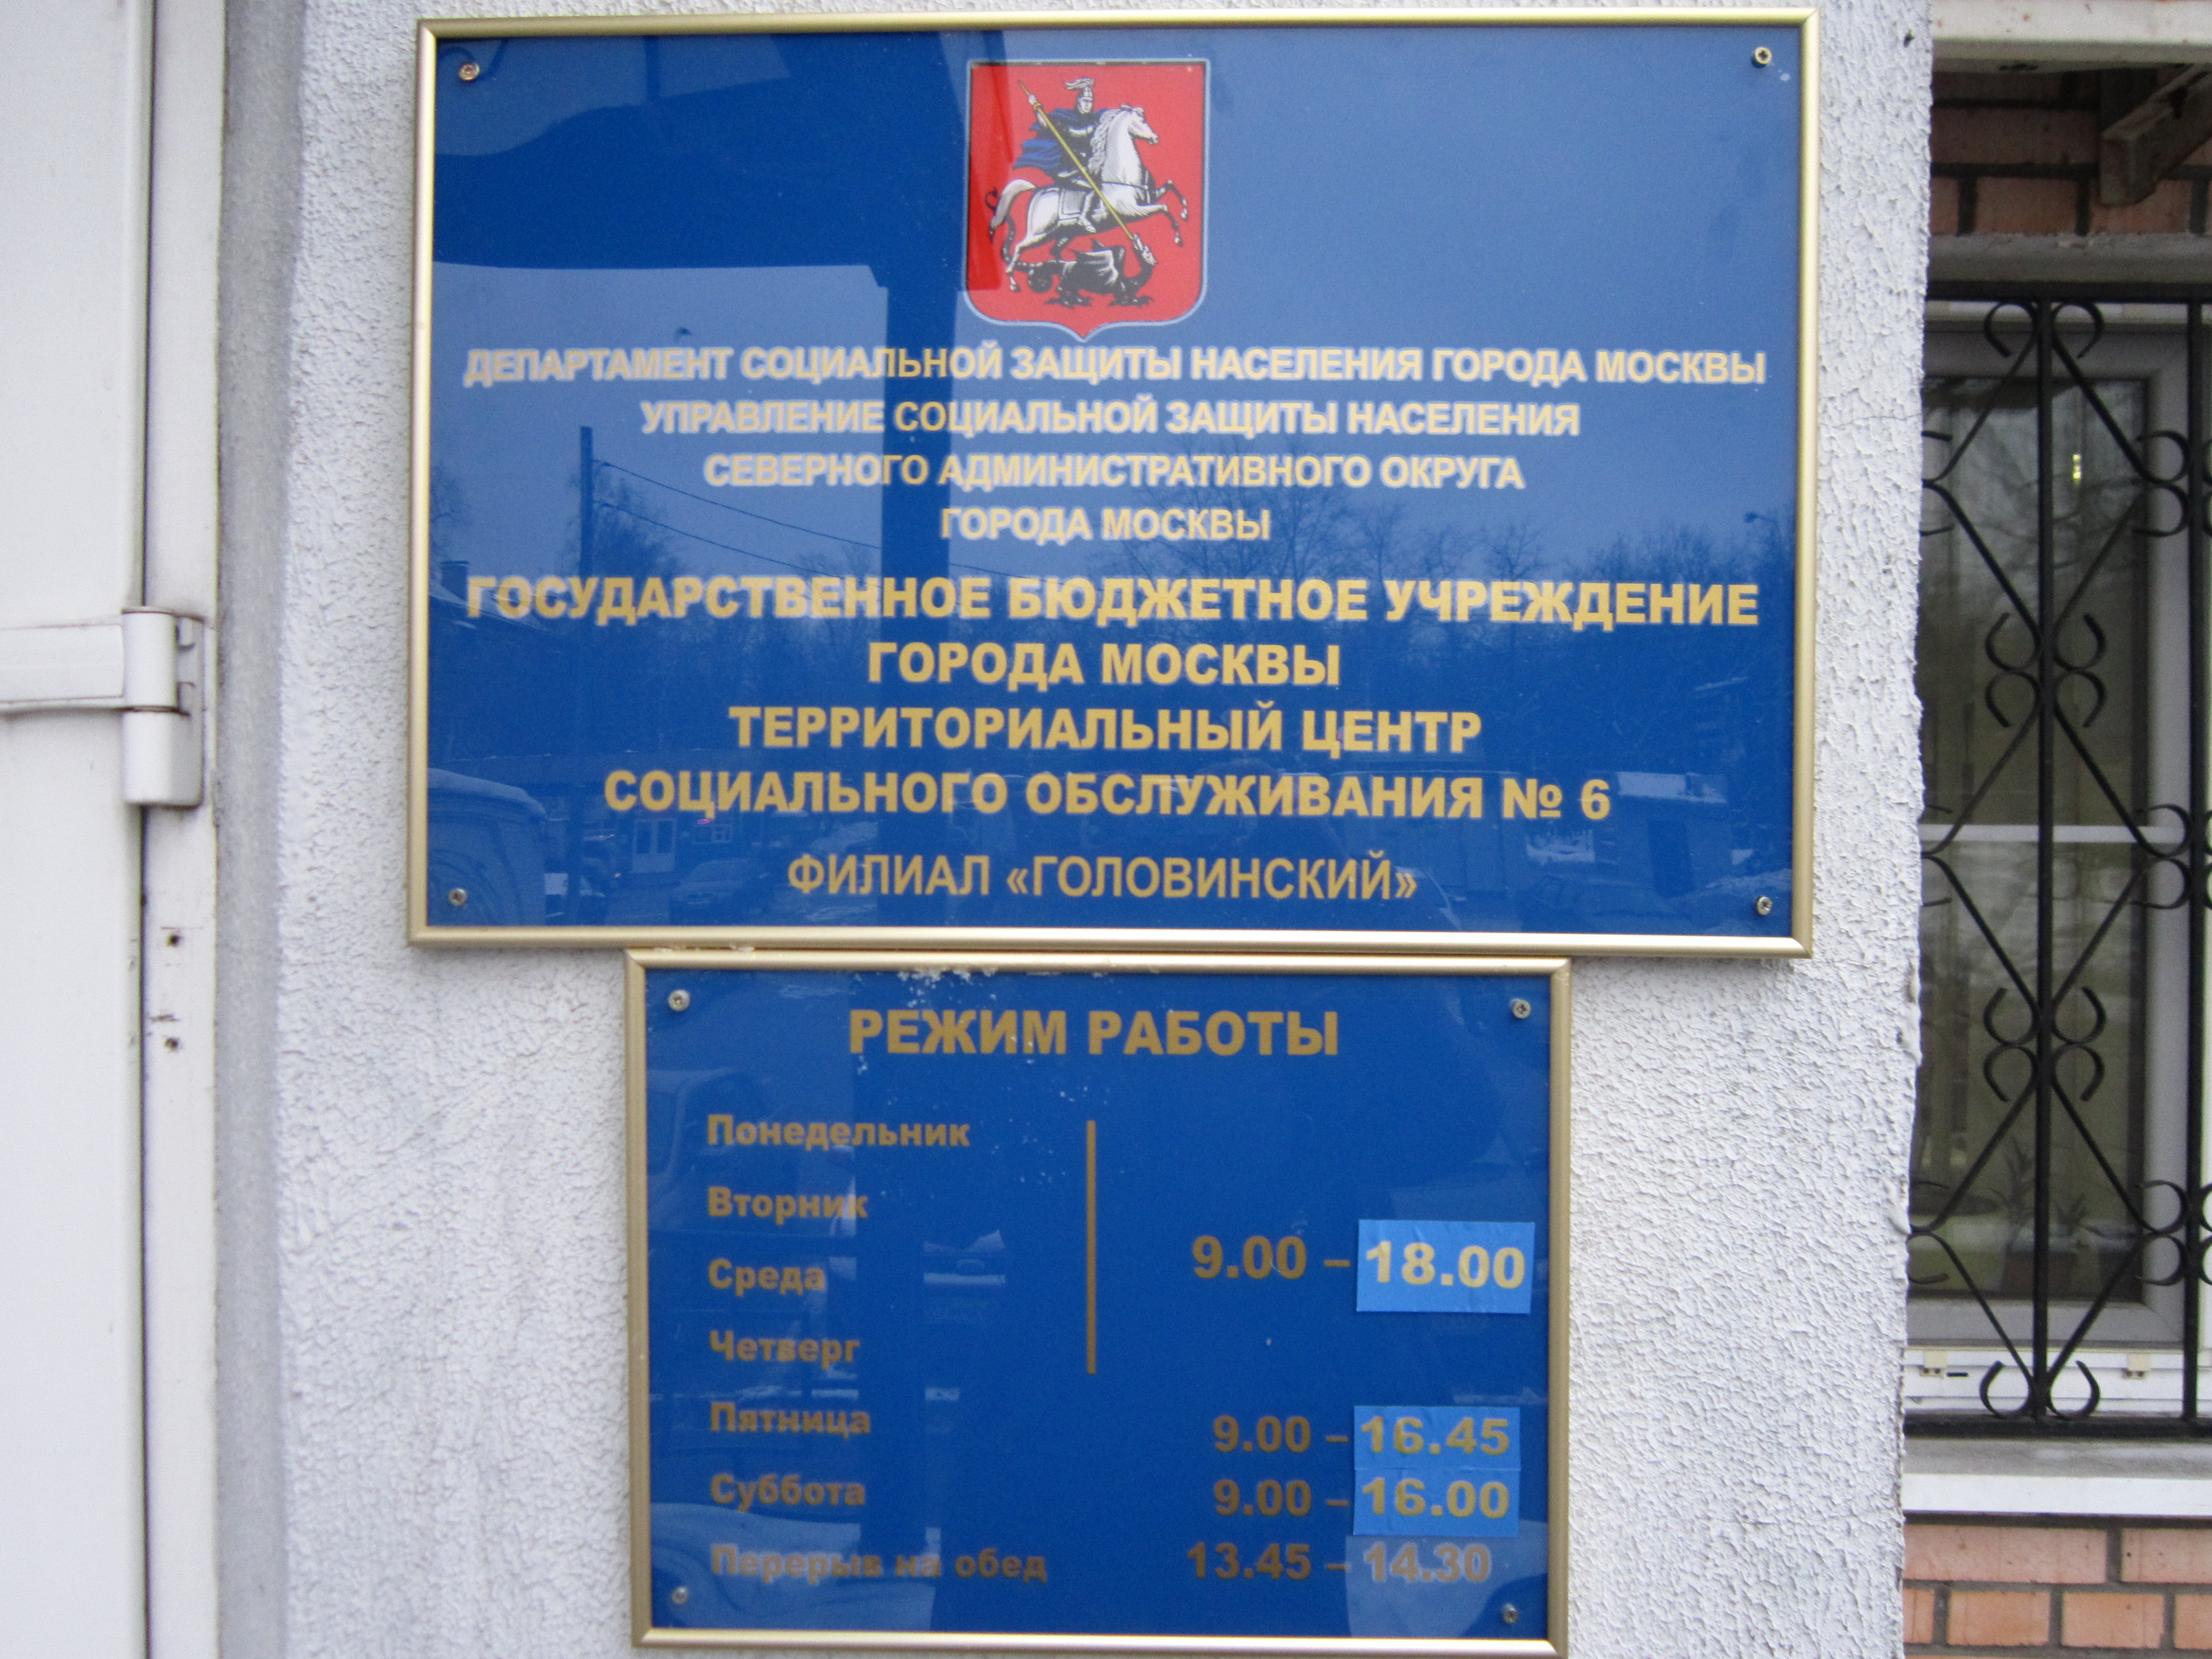 ДЕПАРТАМЕНТ СОЦИАЛЬНОЙ ЗАЩИТЫ НАСЕЛЕНИЯ ГОРОДА МОСКВЫ
УПРАВЛЕНИЕ СОЦИАЛЬНОЙ ЗАЩИТЫ НАСЕЛЕНИЯ
СЕВЕРНОГО АДМИНИСТРАТИВНОГО ОКРУГА
ГОРОДА МОСКВЫ
ГОСУДАРСТВЕННОЕ БЮДЖЕТНОЕ УЧРЕЖДЕНИЕ
ГОРОДА МОСКВЫ
ТЕРРИТОРИАЛЬНЫЙ ЦЕНТР
СОЦИАЛЬНОГО ОБСЛУЖИВАНИЯ № 6
ФИЛИАЛ «ГОЛОВИНСКИЙ»
РЕЖИМ РАБОТЫ
Понедельник
Вторник
Среда
Четверг
9.00 – 18.00
Пятница 9.00 – 16.45
Суббота 9.00 – 16.00
Перерыв на обед 13.45 – 14.30